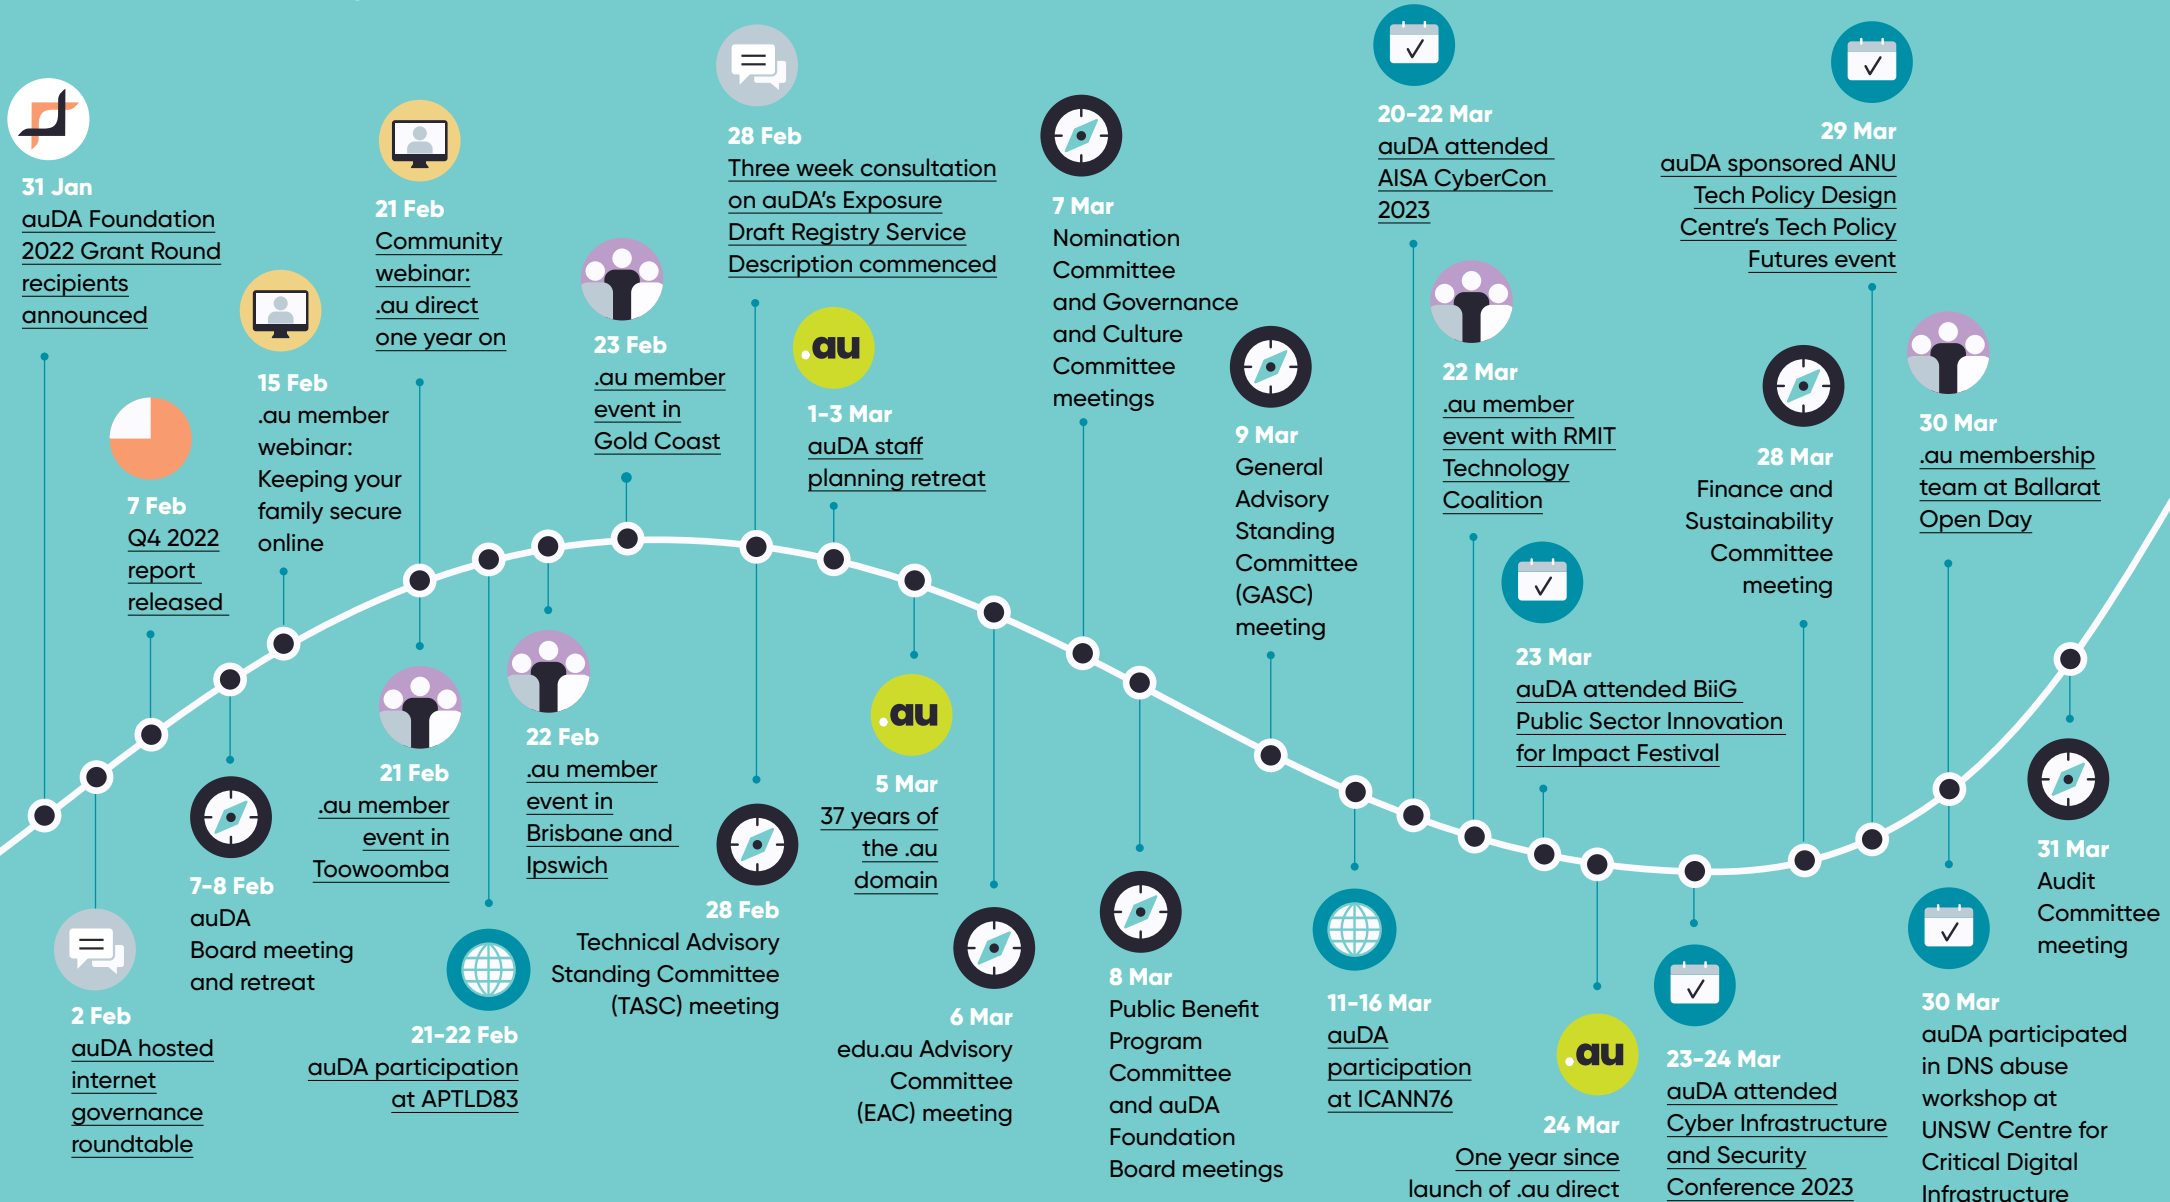 31 Jan
auDA Foundation
2022 Grant Round
recipients
announced
2 Feb
auDA hosted
internet
governance
roundtable
7 Feb
Q4 2022
report
released
7-8 Feb
auDA
Board meeting
and retreat
15 Feb
.au member
webinar:
Keeping your
family secure
online
21 Feb
Community
webinar:
.au direct
one year on
21 Feb
.au member
event in
Toowoomba
21-22 Feb
auDA participation
at APTLD83
22 Feb
.au member
event in
Brisbane and
Ipswich
23 Feb
.au member
event in
Gold Coast
28 Feb
Three week consultation
on auDA's Exposure
Draft Registry Service
Description commenced
28 Feb
Technical Advisory
Standing Committee
(TASC) meeting
.au
1-3 Mar
auDA staff
planning retreat
.au
5 Mar
37 years of
the .au
domain
6 Mar
edu.au Advisory
Committee
(EAC) meeting
7 Mar
Nomination
Committee
and Governance
and Culture
Committee
meetings
8 Mar
Public Benefit
Program
Committee
and auDA
Foundation
Board meetings
9 Mar
General
Advisory
Standing
Committee
(GASC)
meeting
11-16 Mar
auDA
participation
at ICANN76
20-22 Mar
auDA attended
AISA CyberCon
2023
22 Mar
.au member
event with RMIT
Technology
Coalition
23 Mar
auDA attended BiiG
Public Sector Innovation
for Impact Festival
.au
24 Mar
One year since
launch of .au direct
23-24 Mar
auDA attended
Cyber Infrastructure
and Security
Conference 2023
28 Mar
Finance and
Sustainability
Committee
meeting
29 Mar
auDA sponsored ANU
Tech Policy Design
Centre's Tech Policy
Futures event
30 Mar
.au membership
team at Ballarat
Open Day
30 Mar
auDA participated
in DNS abuse
workshop at
UNSW Centre for
Critical Digital
Infrastructure
31 Mar
Audit
Committee
meeting